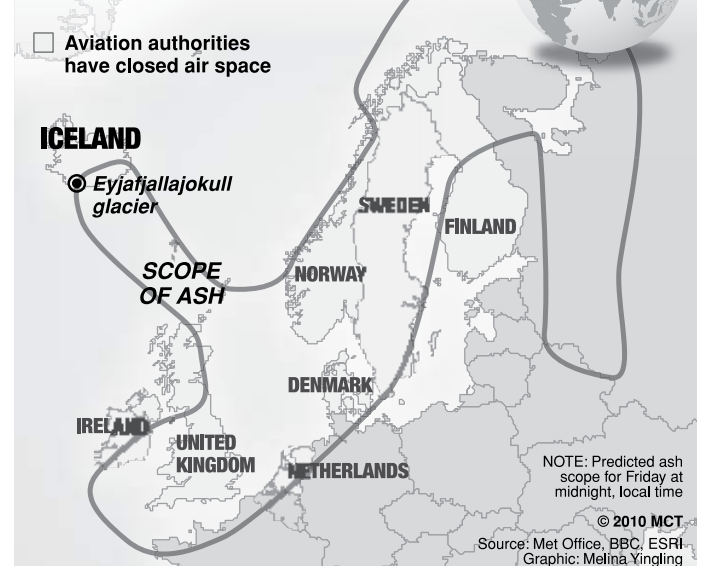 Aviation authorities
have closed air space
ICELAND
Eyjafjallajokull
glacier
SWEDEN
FINLAND
SCOPE
OF ASH
NORWAY
DENMARK
IRELAND
UNITED
KINGDOM
NETHERLANDS
NOTE: Predicted ash
scope for Friday at
midnight, local time
© 2010 MCT
Source: Met Office, BBC, ESRI
Graphic: Melina Yingling